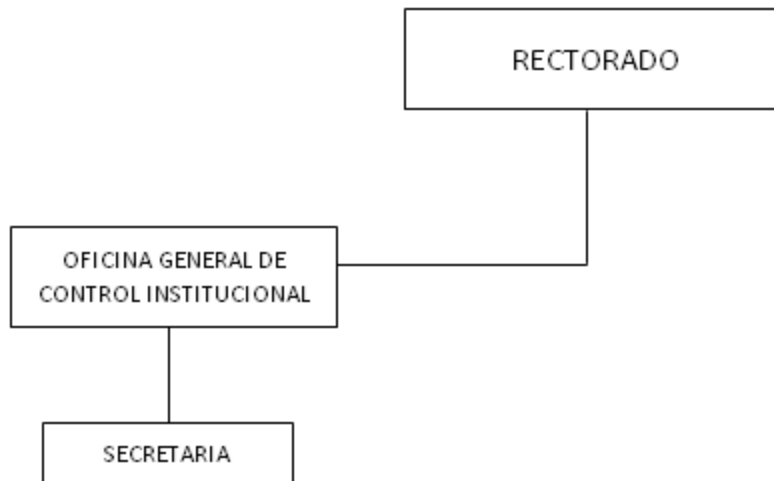 RECTORADO
OFICINA GENERAL DE
CONTROL INSTITUCIONAL
SECRETARIA